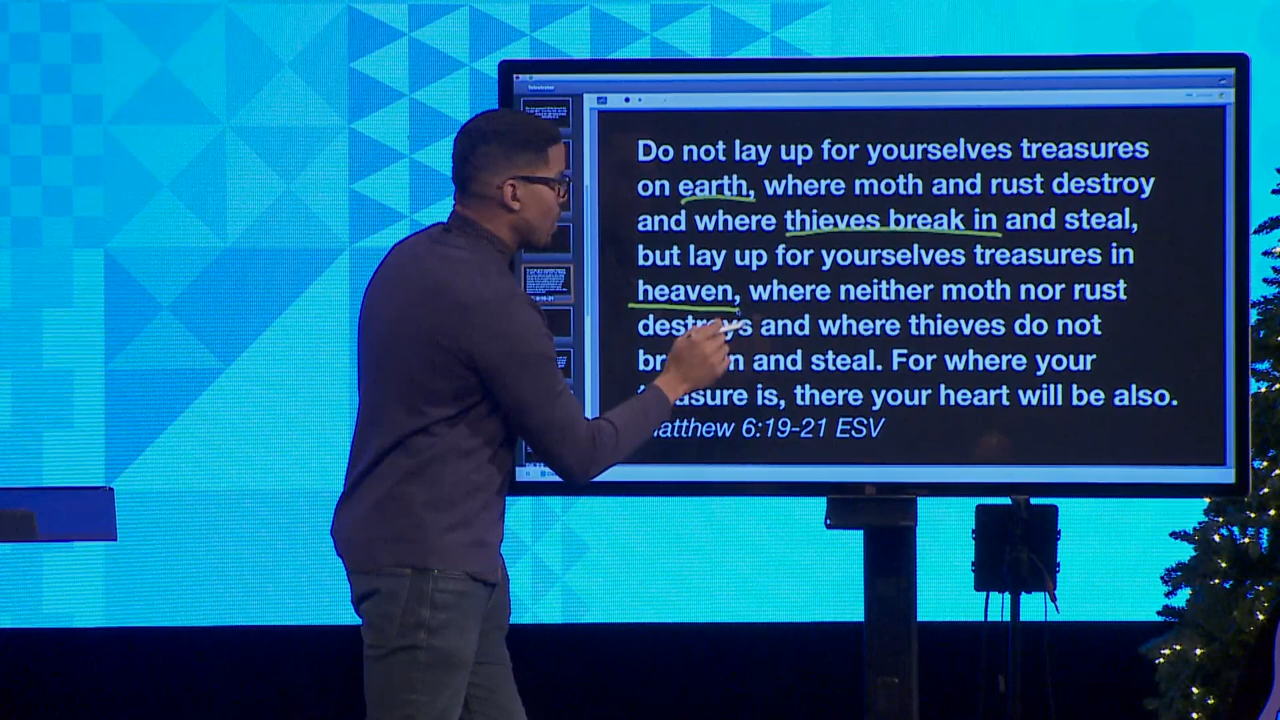 Do not lay up for yourselves treasures
on earth, where moth and rust destroy
and where thieves break in and steal,
but lay up for yourselves treasures in
heaven, where neither moth nor rust
destroys and where thieves do not
and steal. For where your
is, there your heart will be also.
Matthew 6:19-21 ESV